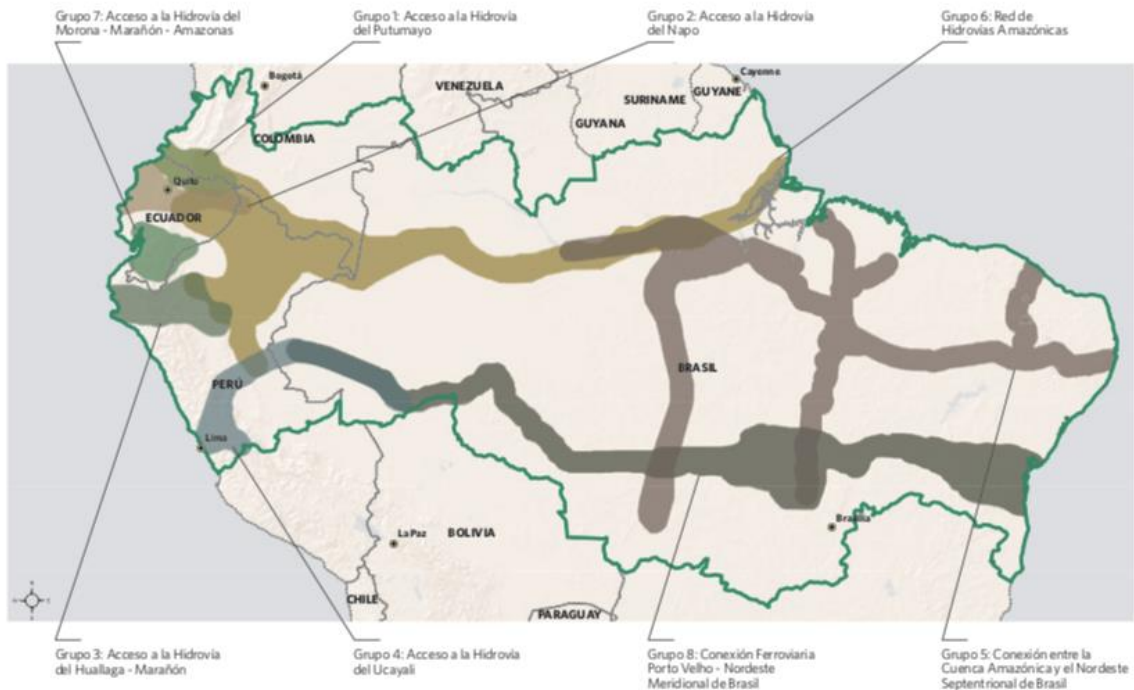 Grupo 7: Acceso a la Hidrovía del
Morona - Marañón - Amazonas
Grupo 1: Acceso a la Hidrovía
del Putumayo
Grupo 2: Acceso a la Hidrovía
del Napo
Grupo 6: Red de
Hidrovías Amazónicas
Bogotá
VENEZUELA
Cayenne
GUYANE
SURINAME
GUYANA
COLOMBIA
Quito
ECUADOR
BRASIL
PERÚ
Lima
La Paz
BOLIVIA
Brasilia
CHILE
PARAGUAY
Grupo 3: Acceso a la Hidrovía
del Huallaga - Marañón
Grupo 4: Acceso a la Hidrovía
del Ucayali
Grupo 8: Conexión Ferroviaria
Porto Velho - Nordeste
Meridional de Brasil
Grupo 5: Conexión entre la
Cuenca Amazónica y el Nordeste
Septentrional de Brasil